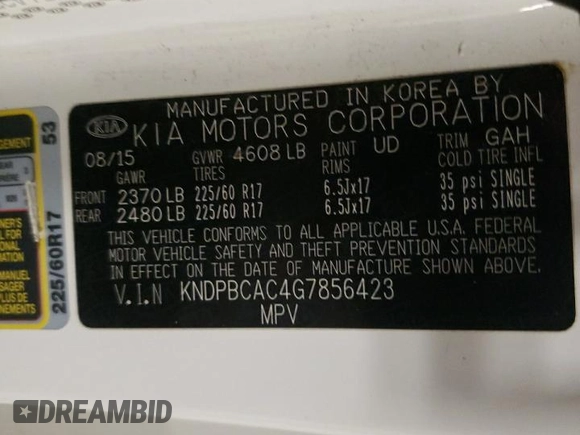 MANUFACTURED IN KOREA BY
KIA KIA MOTORS CORPORATION
08/15 GVWR 4608 LB PAINT UD TRIM GAH
GAWR TIRES RIMS COLD TIRE INFL
FRONT 2370 LB 225/60 R17 6.5Jx17 35 psi SINGLE
REAR 2480 LB 225/60 R17 6.5Jx17 35 psi SINGLE
THIS VEHICLE CONFORMS TO ALL APPLICABLE U.S.A. FEDERAL
MOTOR VEHICLE SAFETY AND THEFT PREVENTION STANDARDS
IN EFFECT ON THE DATE OF MANUFACTURE SHOWN ABOVE.
V.I.N KNDPBCAC4G7856423
MPV
53
225/60R17
MANUEL
DREAMBID